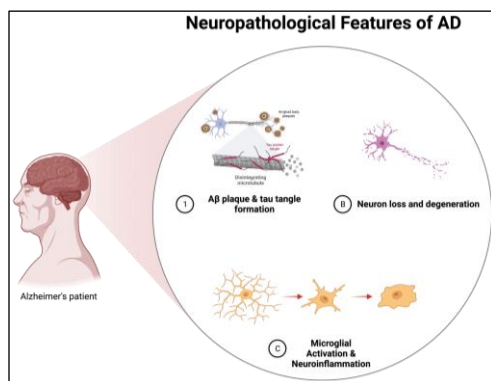 Neuropathological Features of AD
Disintegrating
microtubule
1
Aβ plaque & tau tangle
formation
B
Neuron loss and degeneration
Alzheimer's patient
C
Microglial
Activation &
Neuroinflammation